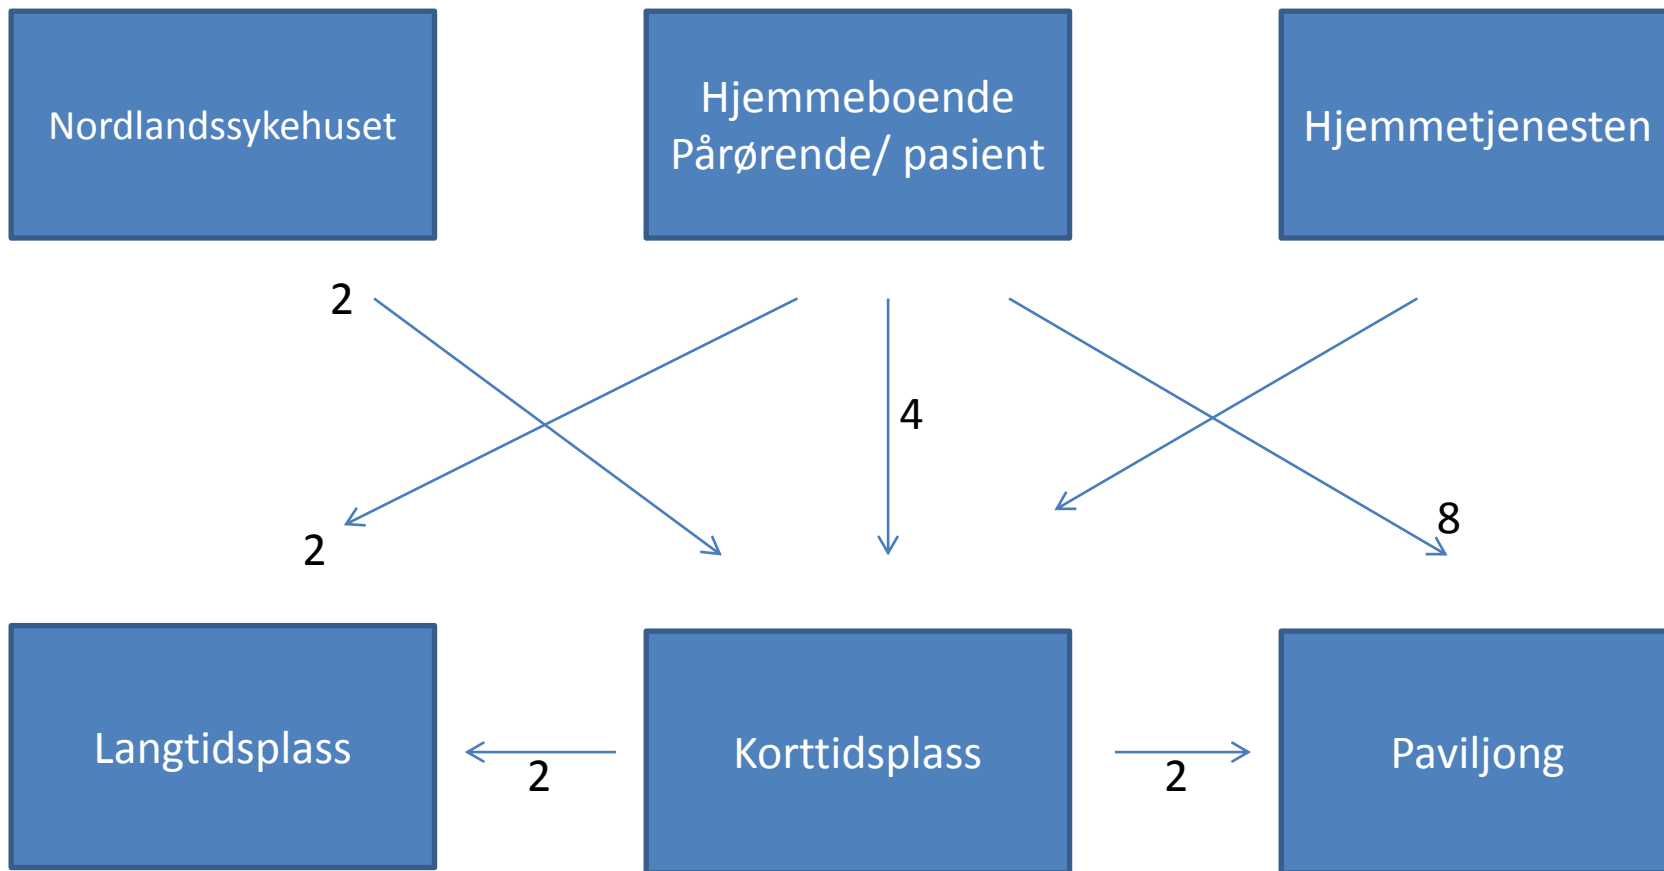 Nordlandssykehuset
Hjemmeboende
Pårørende/ pasient
Hjemmetjenesten
2
4
2
8
Langtidsplass
2
Korttidsplass
2
Paviljong